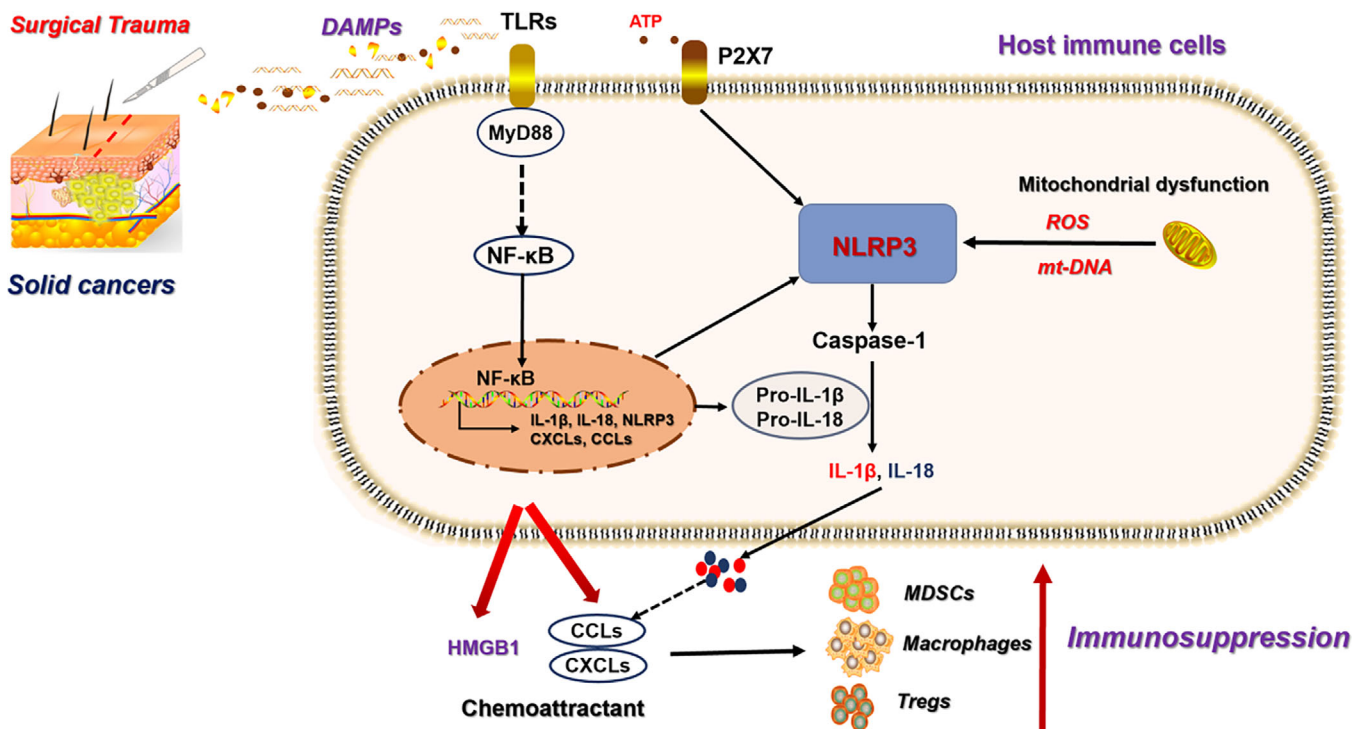 Surgical Trauma
DAMPs
TLRs
ATP
P2X7
Host immune cells
MyD88
Mitochondrial dysfunction
ROS
NLRP3
mt-DNA
NF-κB
Solid cancers
Caspase-1
NF-κB
IL-1β, IL-18, NLRP3
CXCLs, CCLs
Pro-IL-1β
Pro-IL-18
IL-1β, IL-18
MDSCs
CCLs
HMGB1
CXCLs
Macrophages
Immunosuppression
Chemoattractant
Tregs